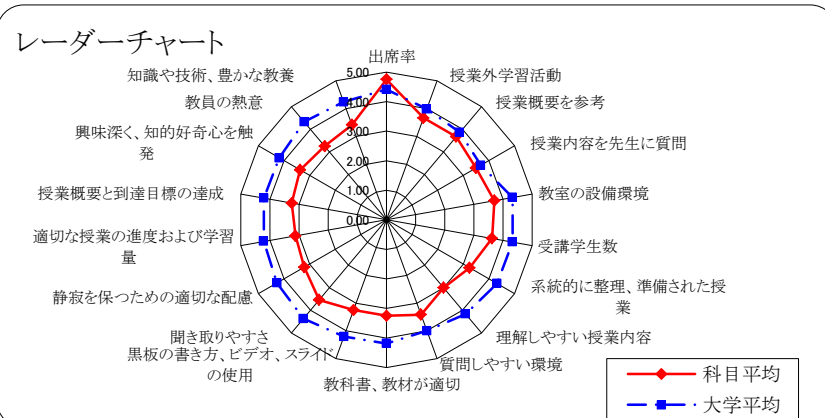 レーダーチャート
出席率
授業外学習活動
授業概要を参考
授業内容を先生に質問
教室の設備環境
受講学生数
系統的に整理、準備された授
業
理解しやすい授業内容
質問しやすい環境
教科書、教材が適切
黒板の書き方、ビデオ、スライド
の使用
聞き取りやすさ
静寂を保つための適切な配慮
適切な授業の進度および学習
量
授業概要と到達目標の達成
興味深く、知的好奇心を触
発
教員の熱意
知識や技術、豊かな教養
5.00
4.00
3.00
2.00
1.00
0.00
科目平均
大学平均